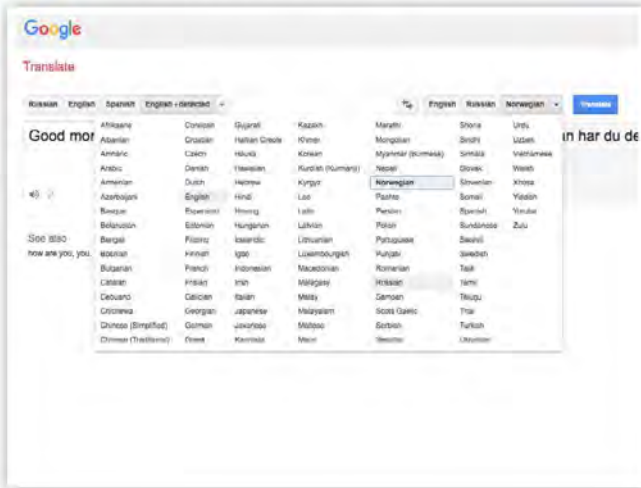 Google
Translate
Russian English Spanish English - detected English Russian Norwegian Translate
Good mor
an har du de
See also
how are you, you
Afrikaans Corsican Gujarati Kazakh Marathi Shona Urdu
Albanian Croatian Haitian Creole Khmer Mongolian Sindhi Uzbek
Amharic Czech Hausa Korean Myanmar (Burmese) Sinhala Vietnamese
Arabic Danish Hawaiian Kurdish (Kurmanji) Nepali Slovak Welsh
Armenian Dutch Hebrew Kyrgyz Norwegian Slovenian Xhosa
Azerbaijani English Hindi Lao Pashto Somali Yiddish
Basque Esperanto Hmong Latin Persian Spanish Yoruba
Belarusian Estonian Hungarian Latvian Polish Sundanese Zulu
Bengali Filipino Icelandic Lithuanian Portuguese Swahili
Bosnian Finnish Igbo Luxembourgish Punjabi Swedish
Bulgarian French Indonesian Macedonian Romanian Tajik
Catalan Frisian Irish Malagasy Russian Tamil
Cebuano Galician Italian Malay Samoan Telugu
Chichewa Georgian Japanese Malayalam Scots Gaelic Thai
Chinese (Simplified) German Javanese Maltese Serbian Turkish
Chinese (Traditional) Greek Kannada Maori Sesotho Ukrainian